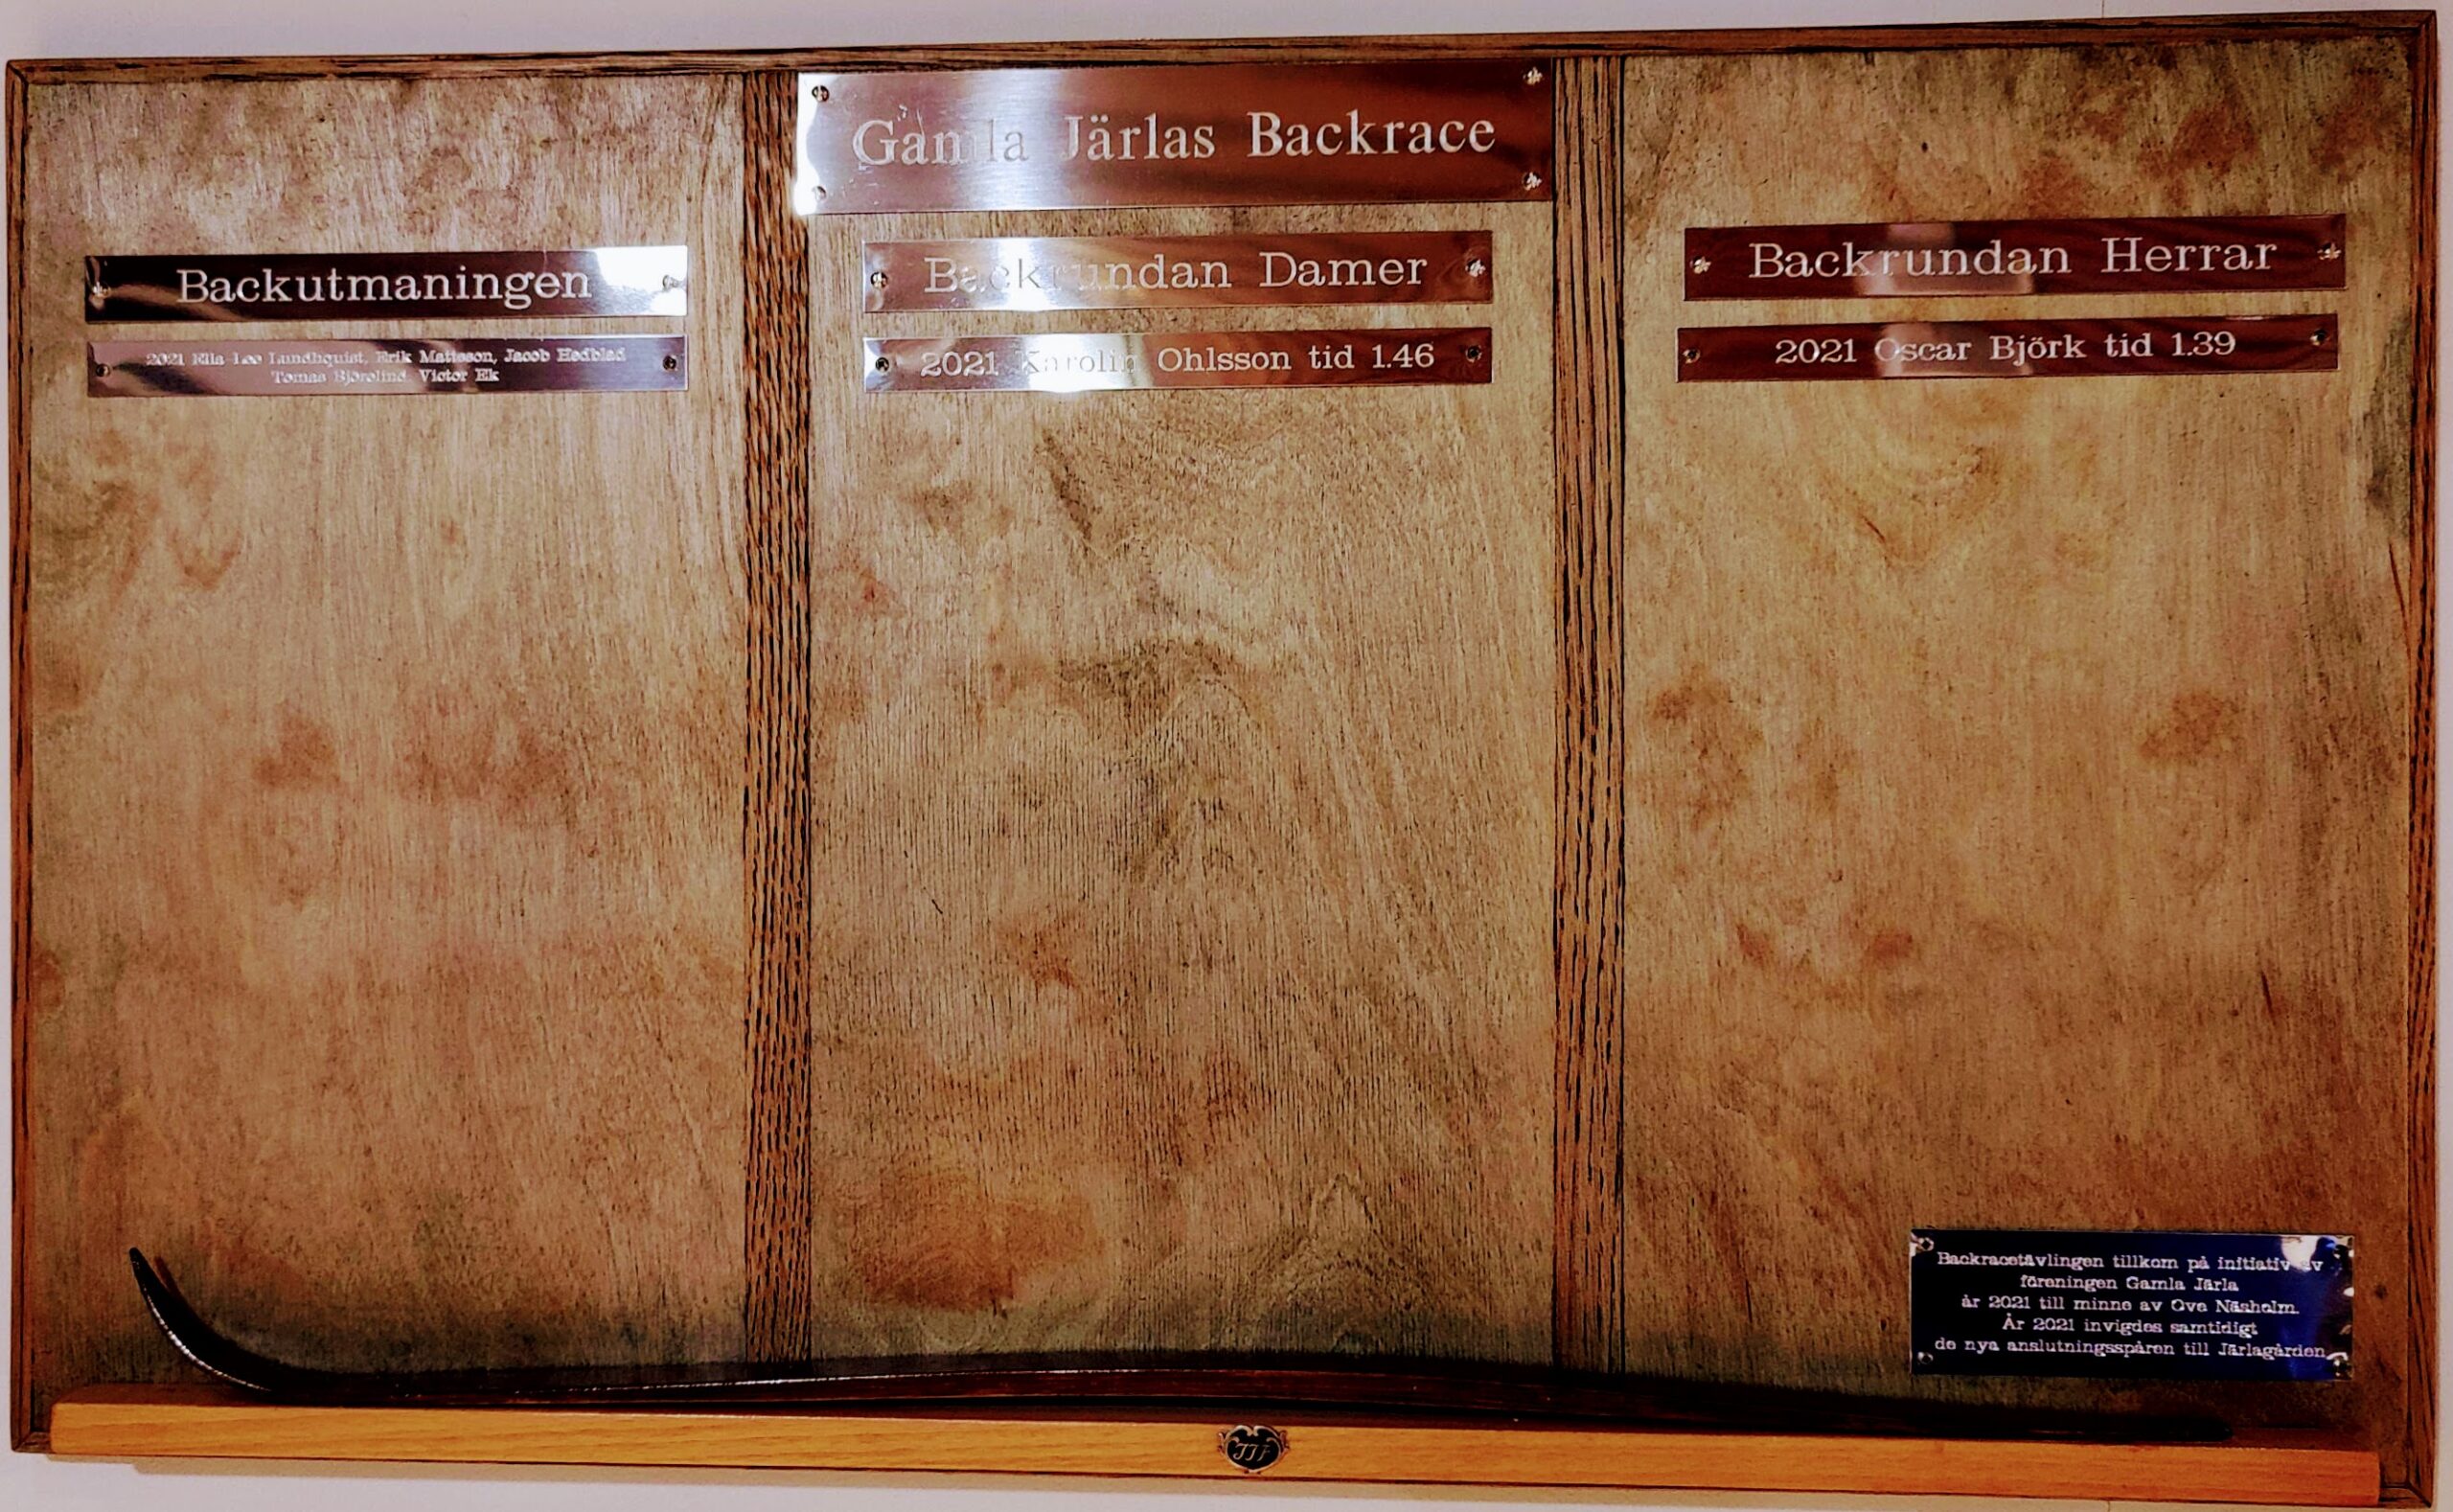 Gamla Järlas Backrace
Backutmaningen
2021 Ella-Lee Lundhquist, Erik Matsson, Jacob Hedblad
Tomas Björelind, Victor Ek
Backrundan Damer
2021 Karolin Ohlsson tid 1.46
Backrundan Herrar
2021 Oscar Björk tid 1.39
Backracetävlingen tillkom på initiativ av
föreningen Gamla Järla
år 2021 till minne av Ove Näsholm.
År 2021 invigdes samtidigt
de nya anslutningsspåren till Järlagården.